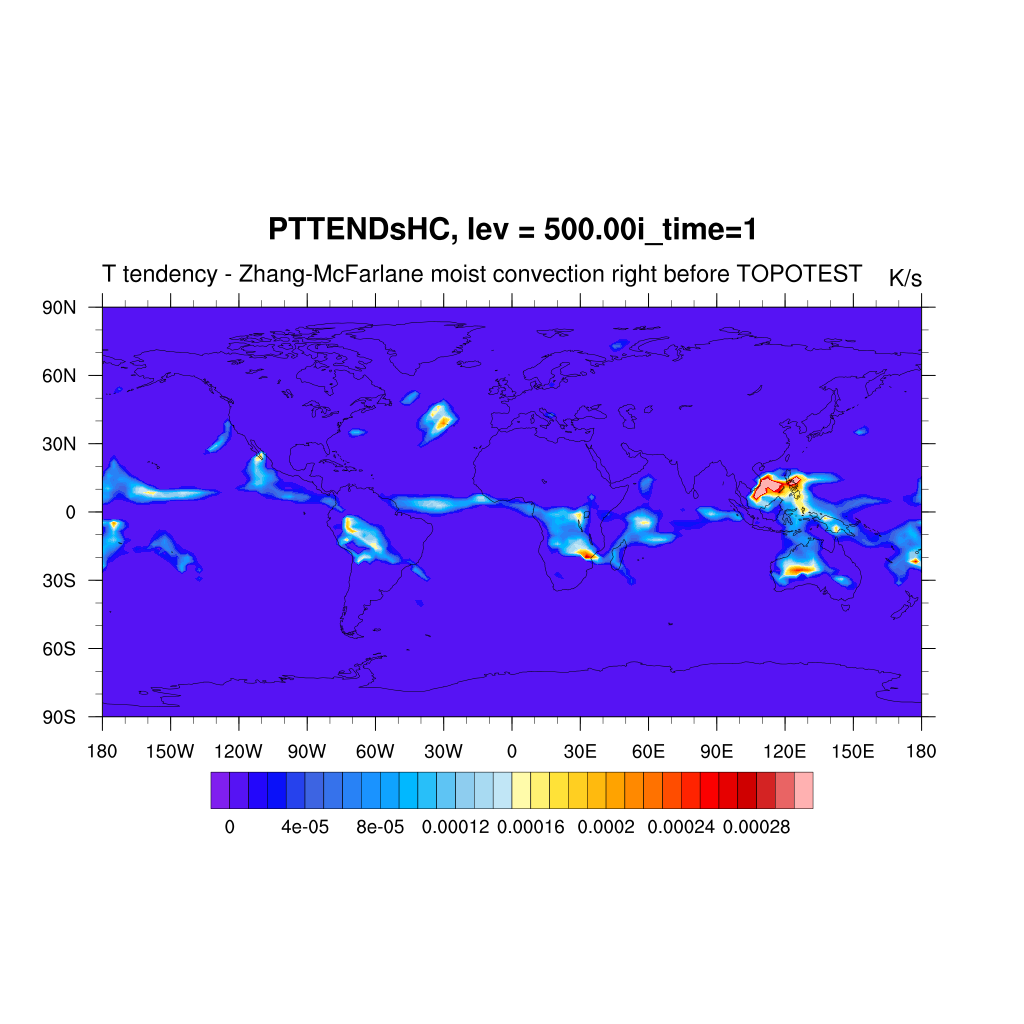 PTTENDsHC, lev = 500.00i_time=1
T tendency - Zhang-McFarlane moist convection right before TOPOTEST K/s
90N
60N
30N
0
30S
60S
90S
180 150W 120W 90W 60W 30W 0 30E 60E 90E 120E 150E 180
0 4e-05 8e-05 0.00012 0.00016 0.0002 0.00024 0.00028